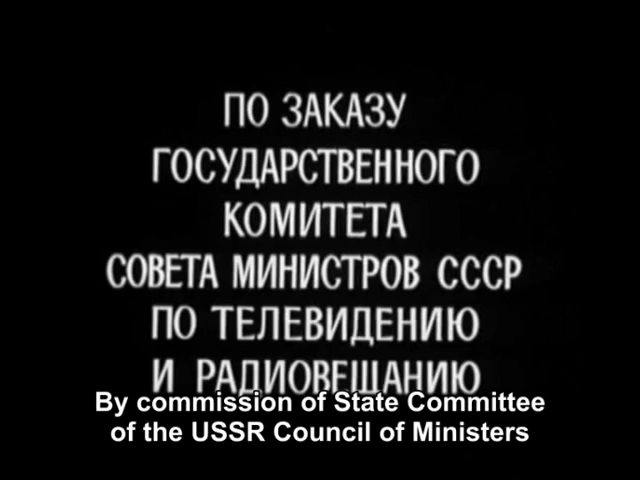 ПО ЗАКАЗУ
ГОСУДАРСТВЕННОГО
КОМИТЕТА
СОВЕТА МИНИСТРОВ СССР
ПО ТЕЛЕВИДЕНИЮ
И РАДИОВЕЩАНИЮ
By commission of State Committee
of the USSR Council of Ministers